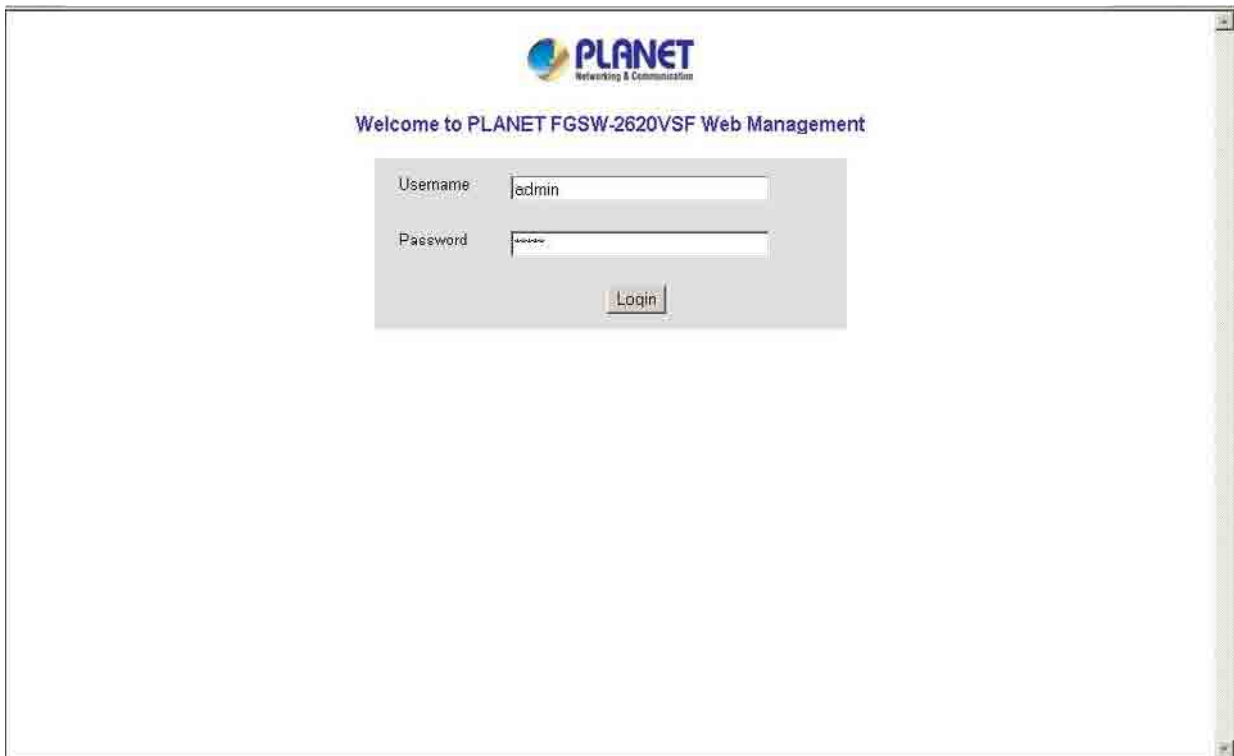 PLANET
Networking & Communication
Welcome to PLANET FGSW-2620VSF Web Management
Username admin
Password *****
Login